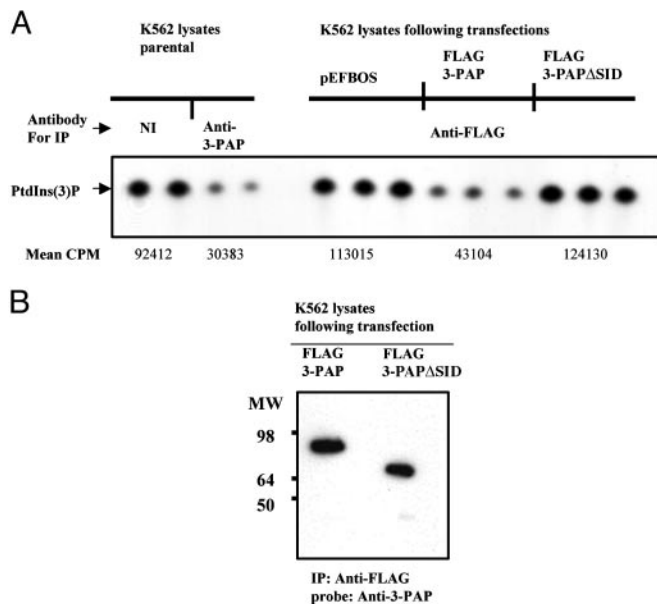 A
K562 lysates
parental
K562 lysates following transfections
pEFBOS
FLAG
3-PAP
FLAG
3-PAPΔSID
Antibody
For IP
NI
Anti-
3-PAP
Anti-FLAG
PtdIns(3)P
Mean CPM 92412 30383 113015 43104 124130
B
K562 lysates
following transfection
FLAG
3-PAP
FLAG
3-PAPΔSID
MW
98
64
50
IP: Anti-FLAG
probe: Anti-3-PAP